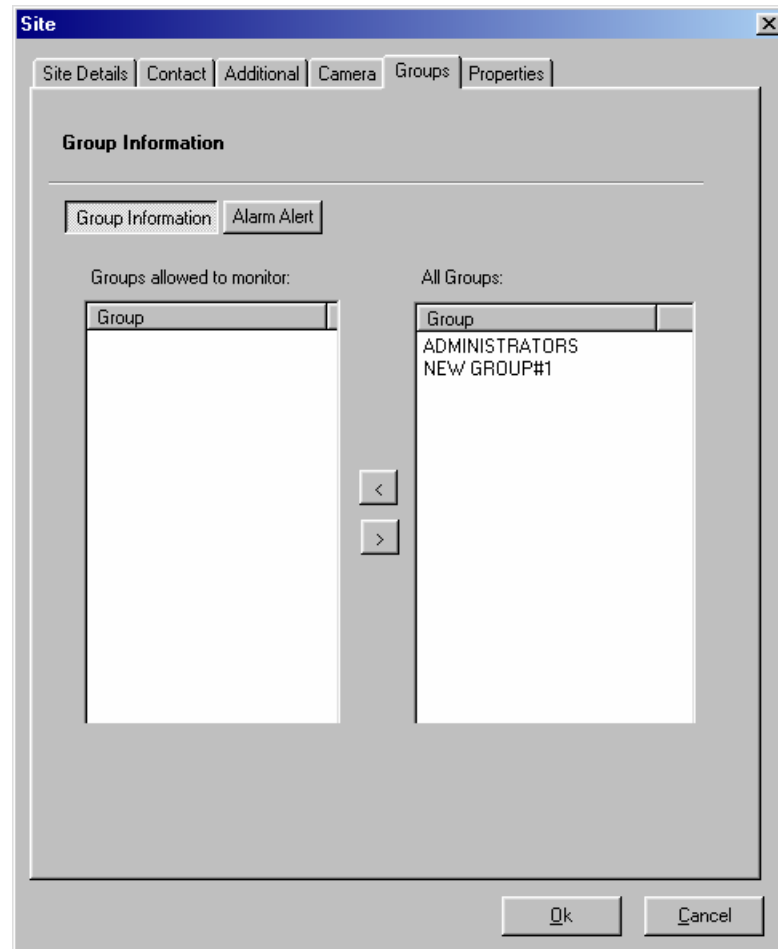 Site
Site Details Contact Additional Camera Groups Properties
Group Information
Group Information Alarm Alert
Groups allowed to monitor: All Groups:
Group Group
ADMINISTRATORS
NEW GROUP#1
<
>
Ok Cancel